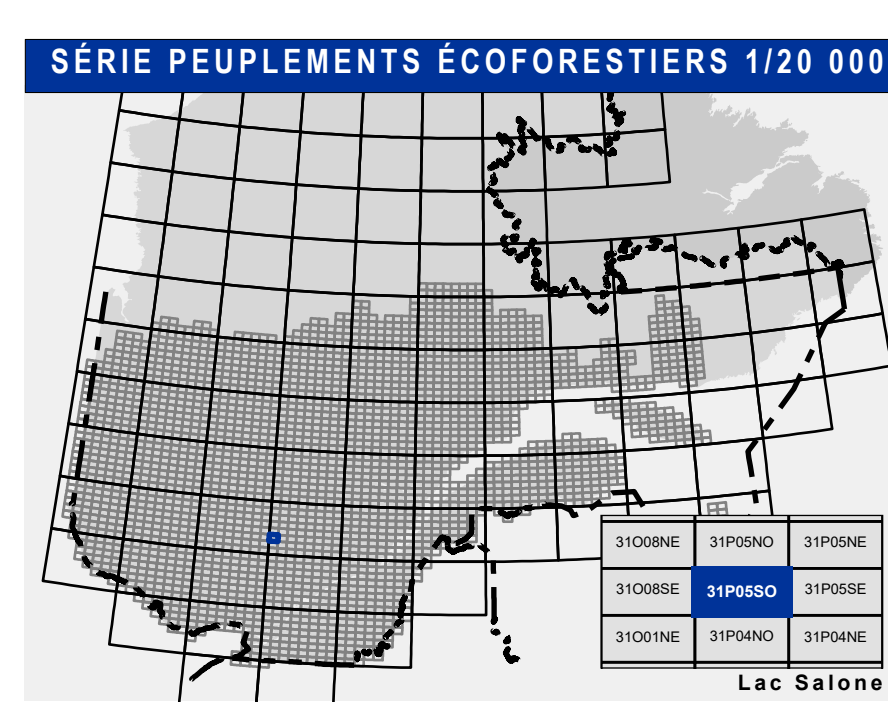 SÉRIE PEUPLEMENTS ÉCOFORESTIERS 1/20 000
31O08NE 31P05NO 31P05NE
31O08SE 31P05SO 31P05SE
31O01NE 31P04NO 31P04NE
Lac Salone